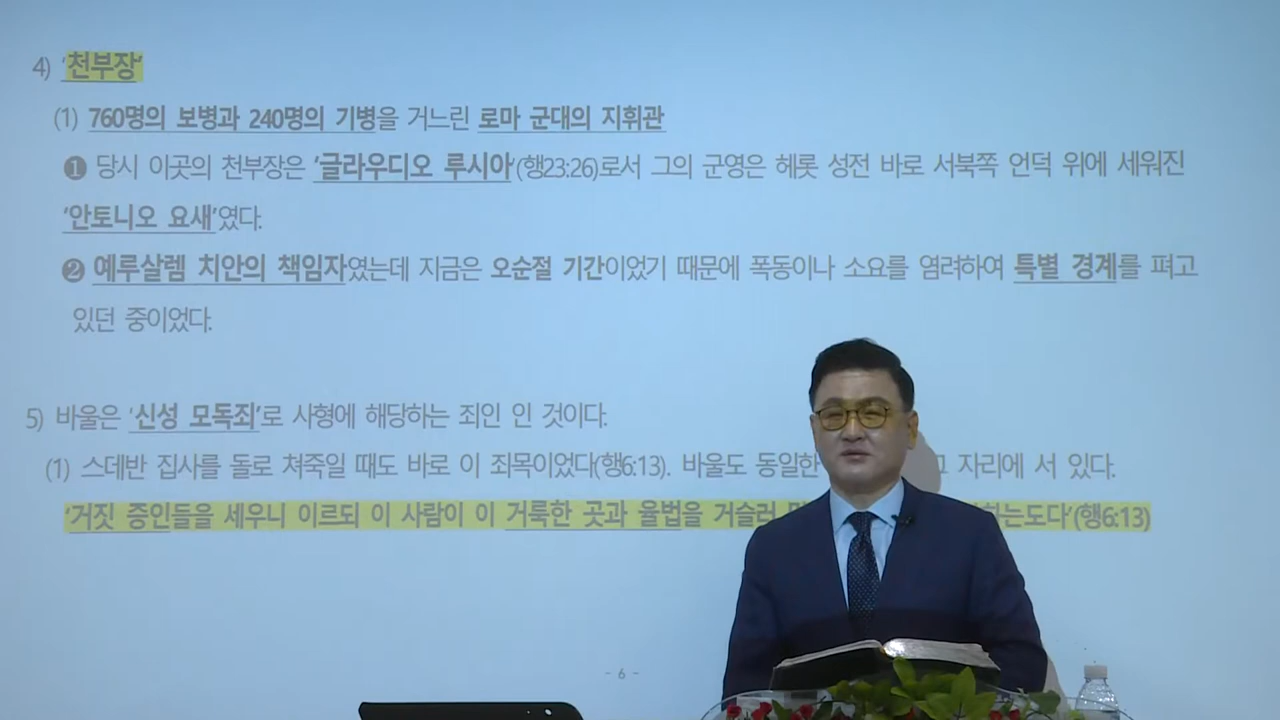 4) '천부장'
(1) 760명의 보병과 240명의 기병을 거느린 로마 군대의 지휘관
❶ 당시 이곳의 천부장은 '글라우디오 루시아'(행23:26)로서 그의 군영은 헤롯 성전 바로 서북쪽 언덕 위에 세워진
'안토니오 요새'였다.
❷ 예루살렘 치안의 책임자였는데 지금은 오순절 기간이었기 때문에 폭동이나 소요를 염려하여 특별 경계를 펴고
있던 중이었다.
5) 바울은 '신성 모독죄'로 사형에 해당하는 죄인 인 것이다.
(1) 스데반 집사를 돌로 쳐죽일 때도 바로 이 죄목이었다(행6:13). 바울도 동일한 자리에 서 있다.
'거짓 증인들을 세우니 이르되 이 사람이 이 거룩한 곳과 율법을 거슬러 하는도다'(행6:13)
- 6 -